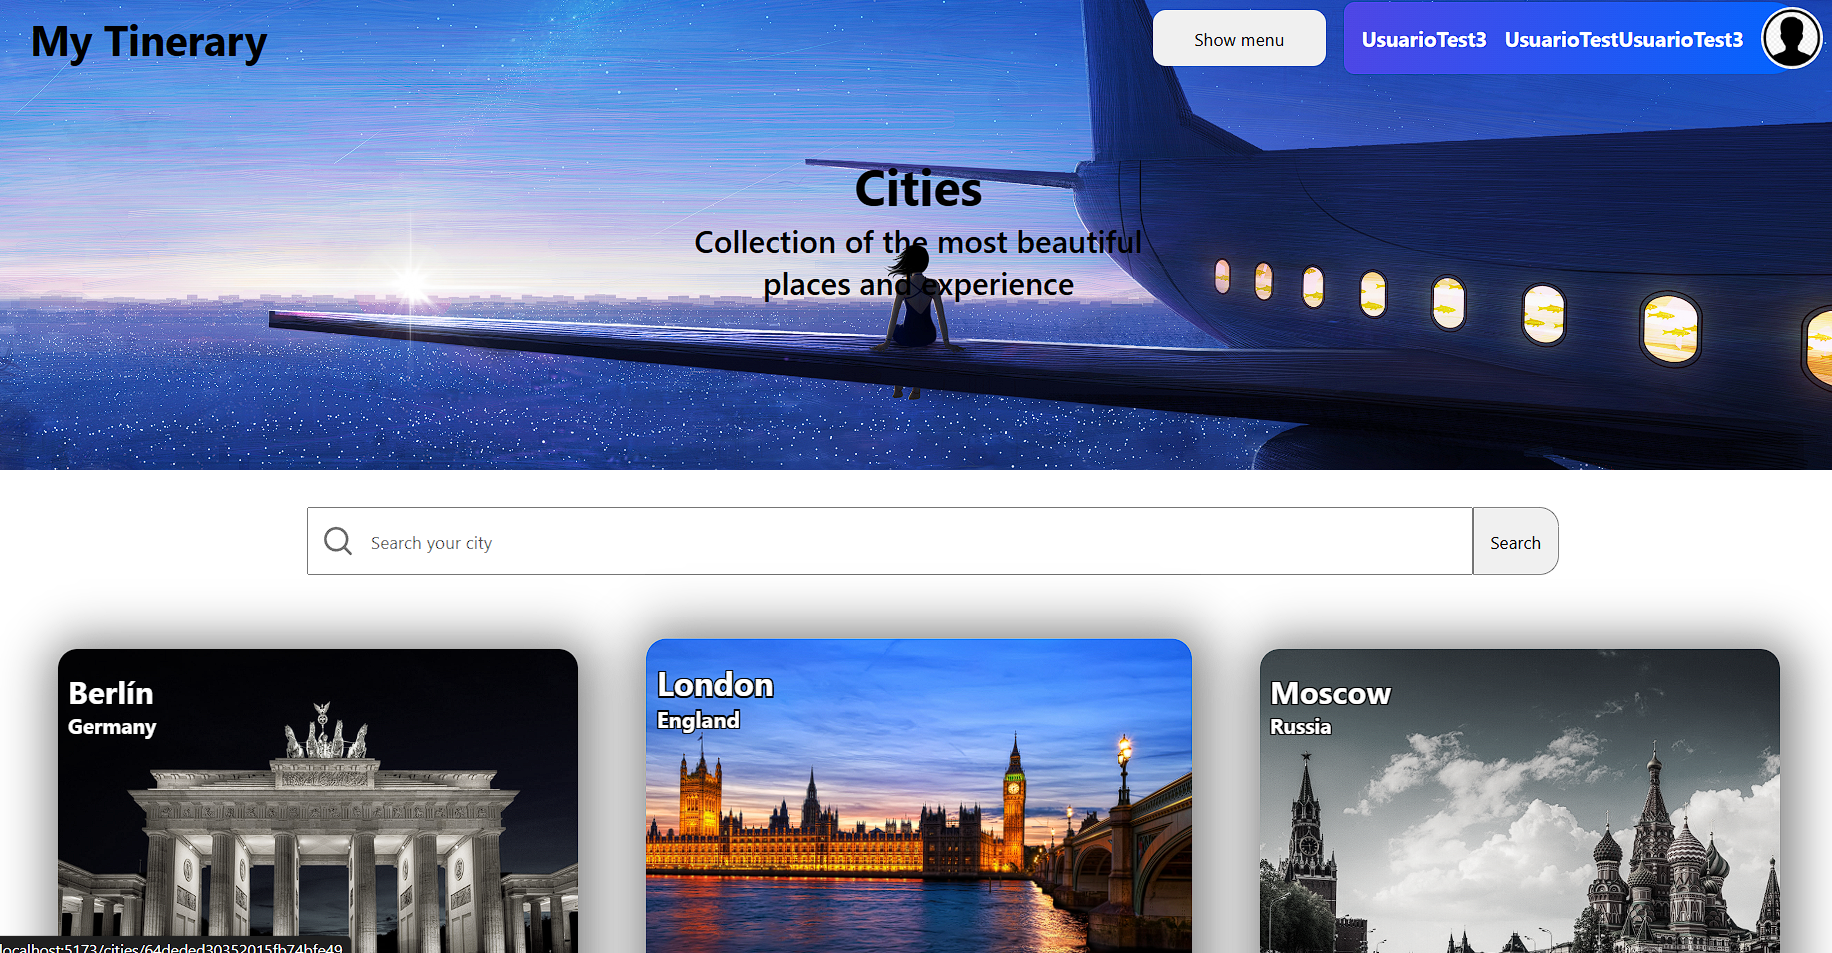 My Tinerary
Show menu
UsuarioTest3 UsuarioTestUsuarioTest3
Cities
Collection of the most beautiful
places and experience
Search your city
Search
Berlín
Germany
London
England
Moscow
Russia
localhost:5173/cities/64deded30352015fb74bfe49